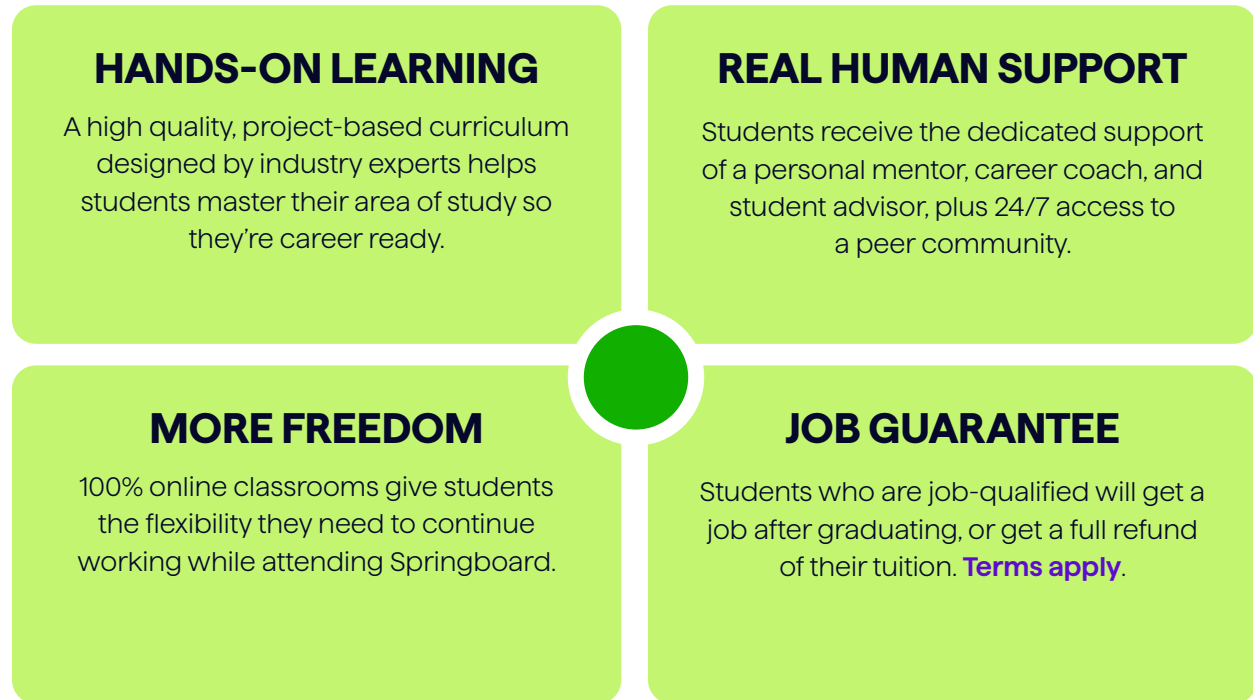 HANDS-ON LEARNING
A high quality, project-based curriculum
designed by industry experts helps
students master their area of study so
they’re career ready.
REAL HUMAN SUPPORT
Students receive the dedicated support
of a personal mentor, career coach, and
student advisor, plus 24/7 access to
a peer community.
MORE FREEDOM
100% online classrooms give students
the flexibility they need to continue
working while attending Springboard.
JOB GUARANTEE
Students who are job-qualified will get a
job after graduating, or get a full refund
of their tuition. Terms apply.